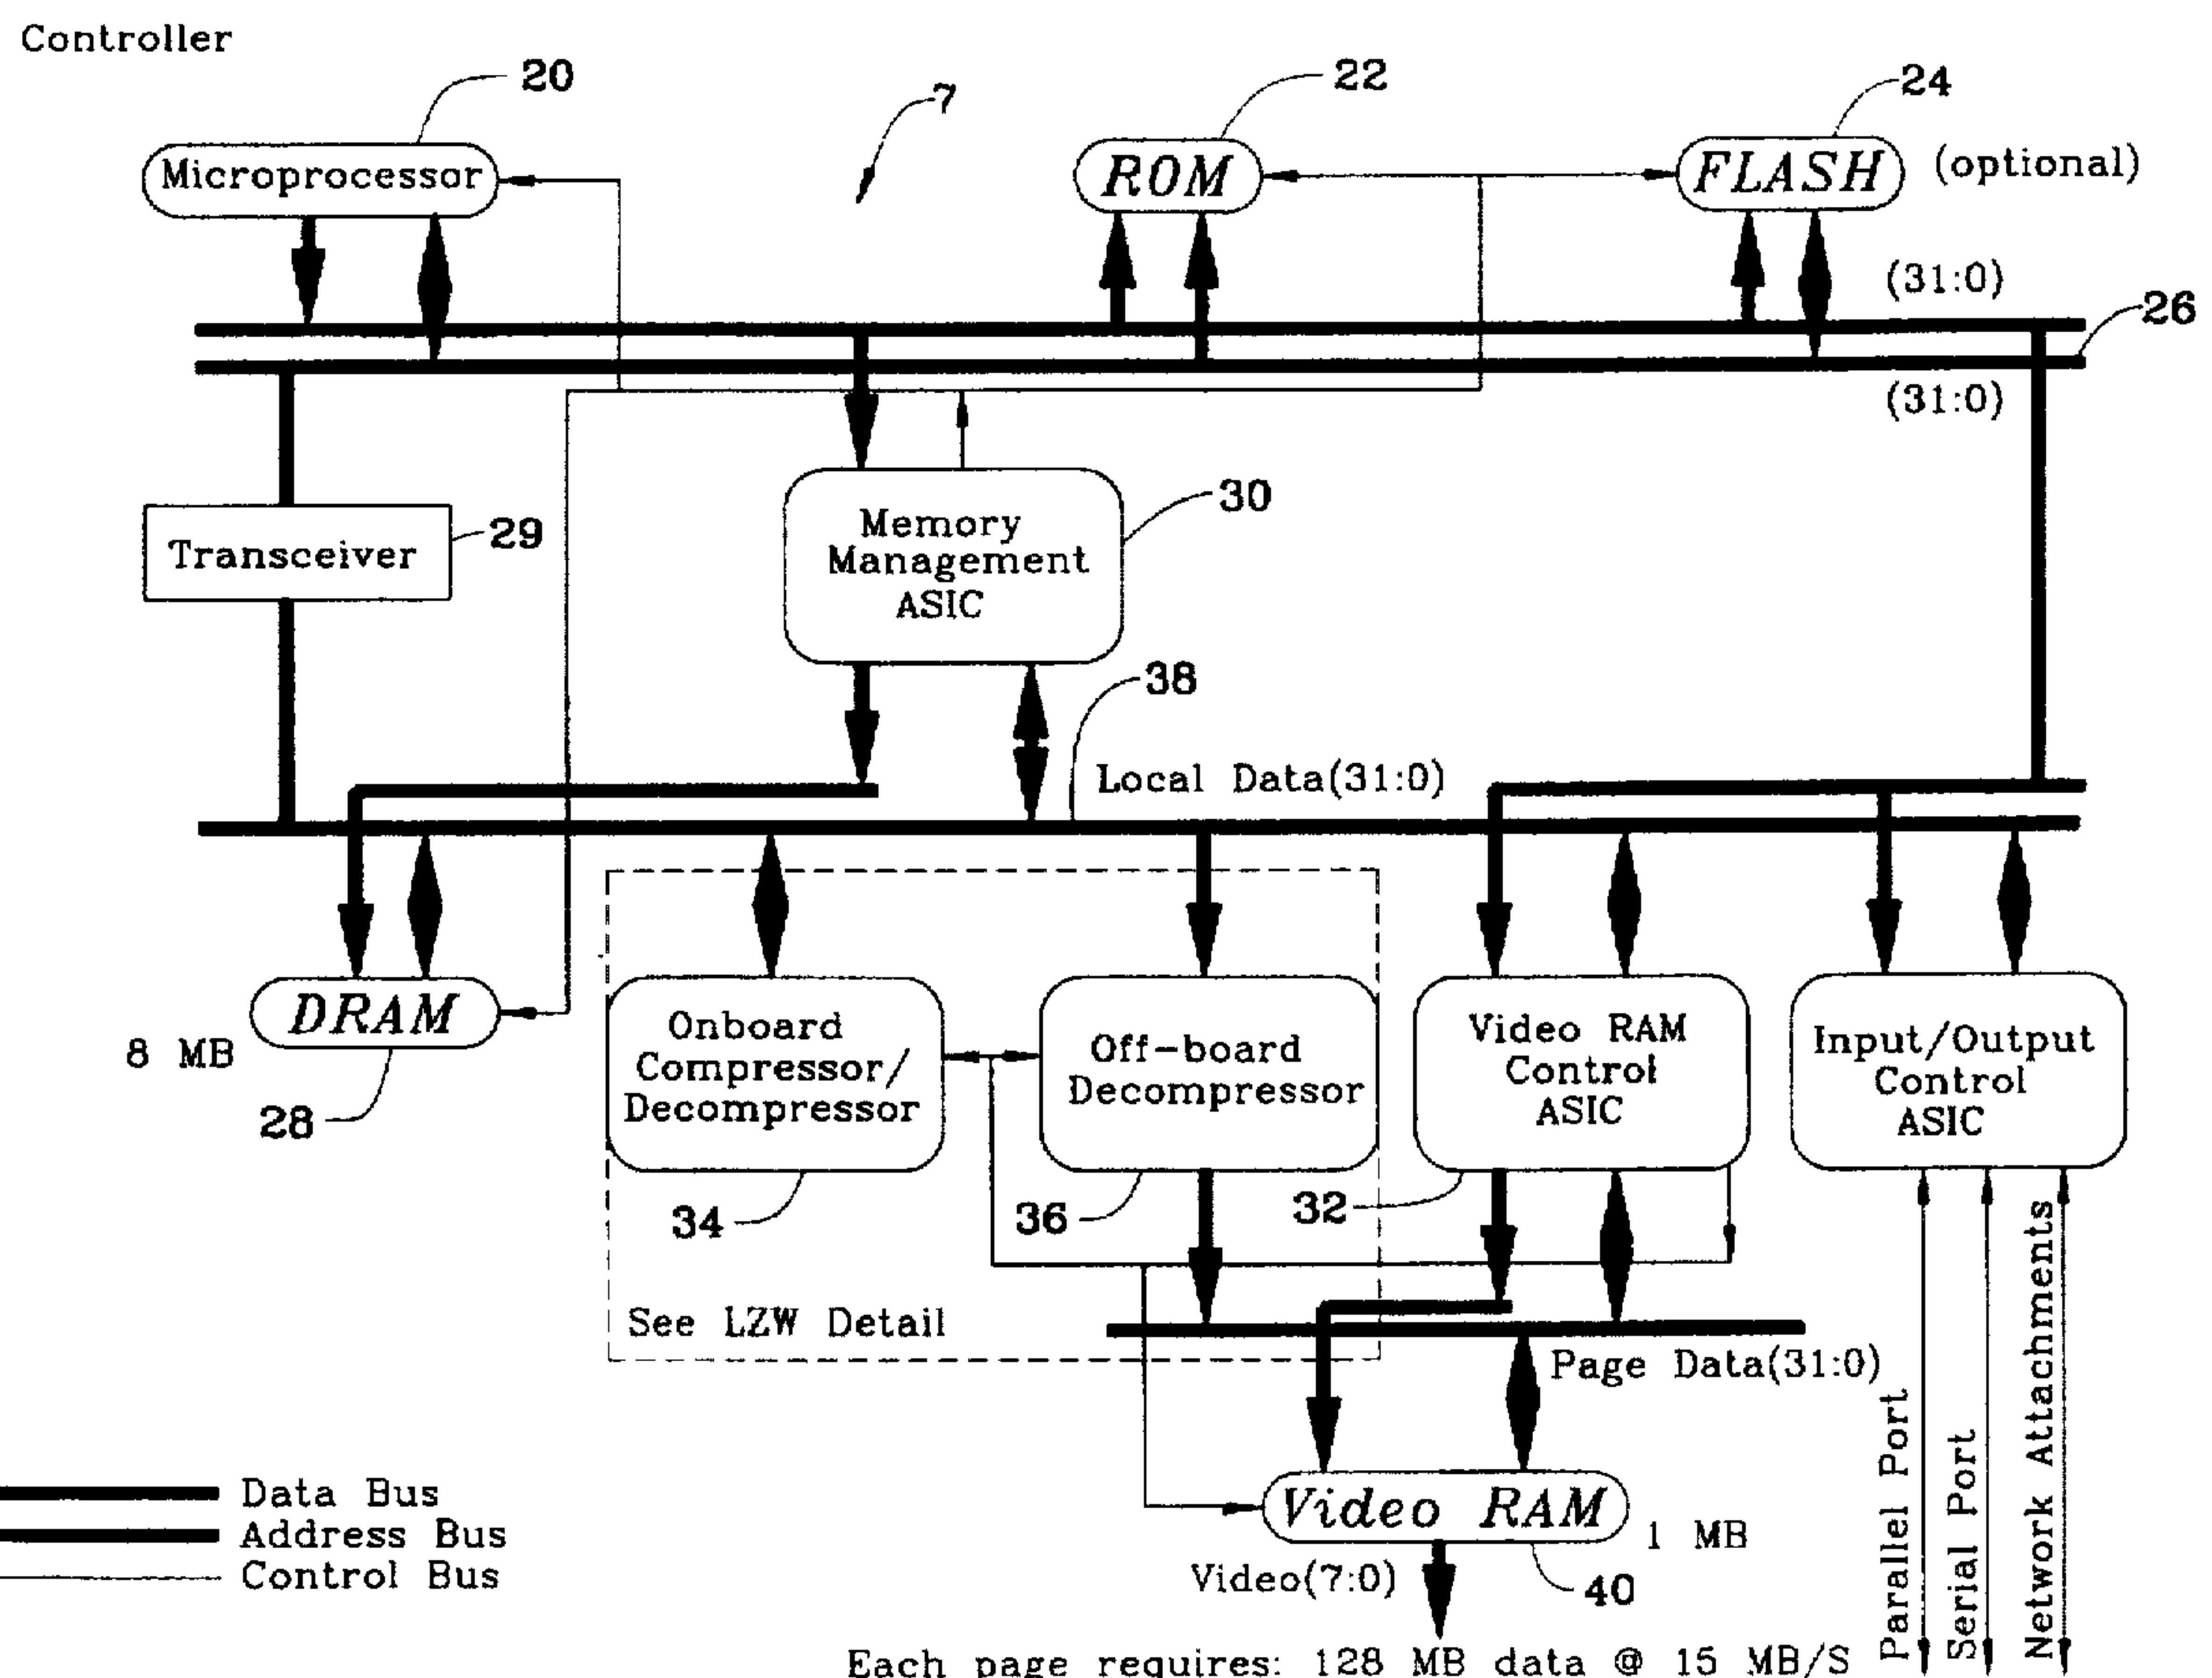 Controller
20
7
22
24
Microprocessor
ROM
FLASH
(optional)
(31:0)
26
(31:0)
30
Memory
Management
ASIC
Transceiver
29
38
Local Data(31:0)
DRAM
8 MB
28
Onboard
Compressor/
Decompressor
34
Off-board
Decompressor
36
Video RAM
Control
ASIC
32
Input/Output
Control
ASIC
See LZW Detail
Page Data(31:0)
Parallel Port
Serial Port
Network Attachments
Video RAM
1 MB
40
Video(7:0)
Data Bus
Address Bus
Control Bus
Each page requires: 128 MB data @ 15 MB/S